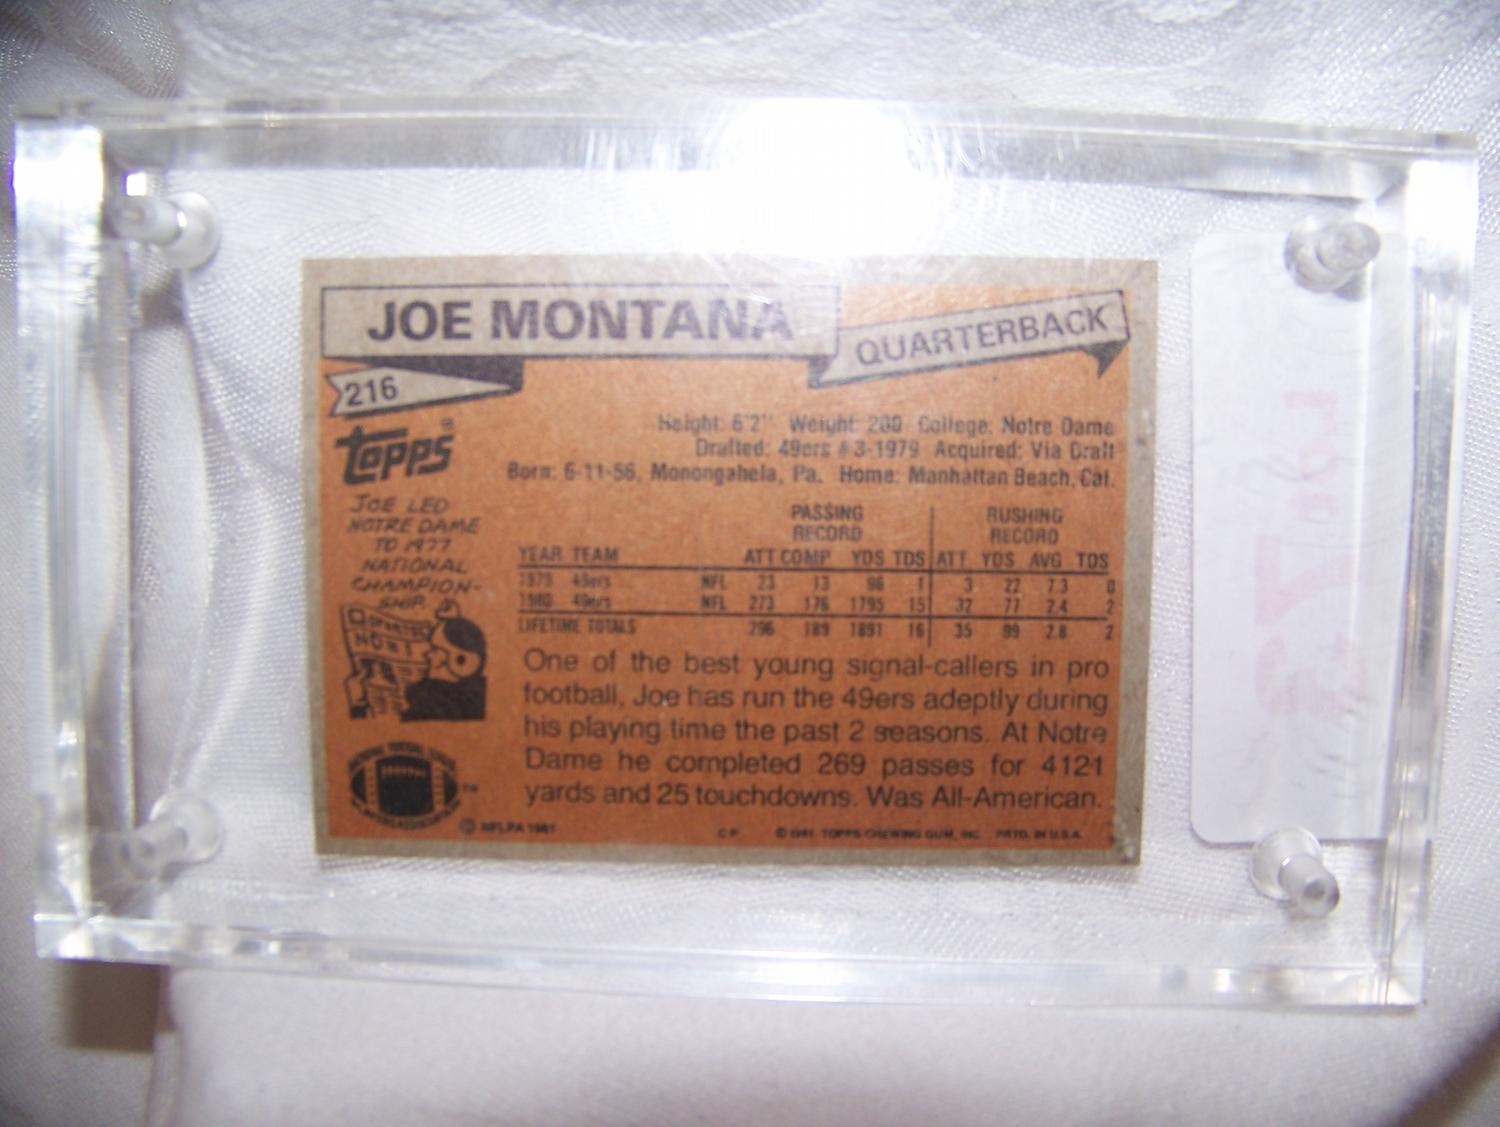 JOE MONTANA
QUARTERBACK
216
Topps®
Height: 6'2" Weight: 200 College: Notre Dame
Drafted: 49ers #3-1979 Acquired: Via Draft
Born: 6-11-56, Monongahela, Pa. Home: Manhattan Beach, Cal.
JOE LED
NOTRE DAME
TO 1977
NATIONAL
CHAMPION-
SHIP
PASSING RUSHING
RECORD RECORD
YEAR TEAM ATT COMP YDS TDS ATT YDS AVG TDS
1979 49ers NFL 23 13 96 1 3 22 7.3 0
1980 49ers NFL 273 176 1795 15 32 77 2.4 2
LIFETIME TOTALS 296 189 1891 16 35 99 2.8 2
One of the best young signal-callers in pro
football, Joe has run the 49ers adeptly during
his playing time the past 2 seasons. At Notre
Dame he completed 269 passes for 4121
yards and 25 touchdowns. Was All-American.
TM
© NFLPA 1981
© 1981 TOPPS CHEWING GUM, INC. PRTD. IN U.S.A.